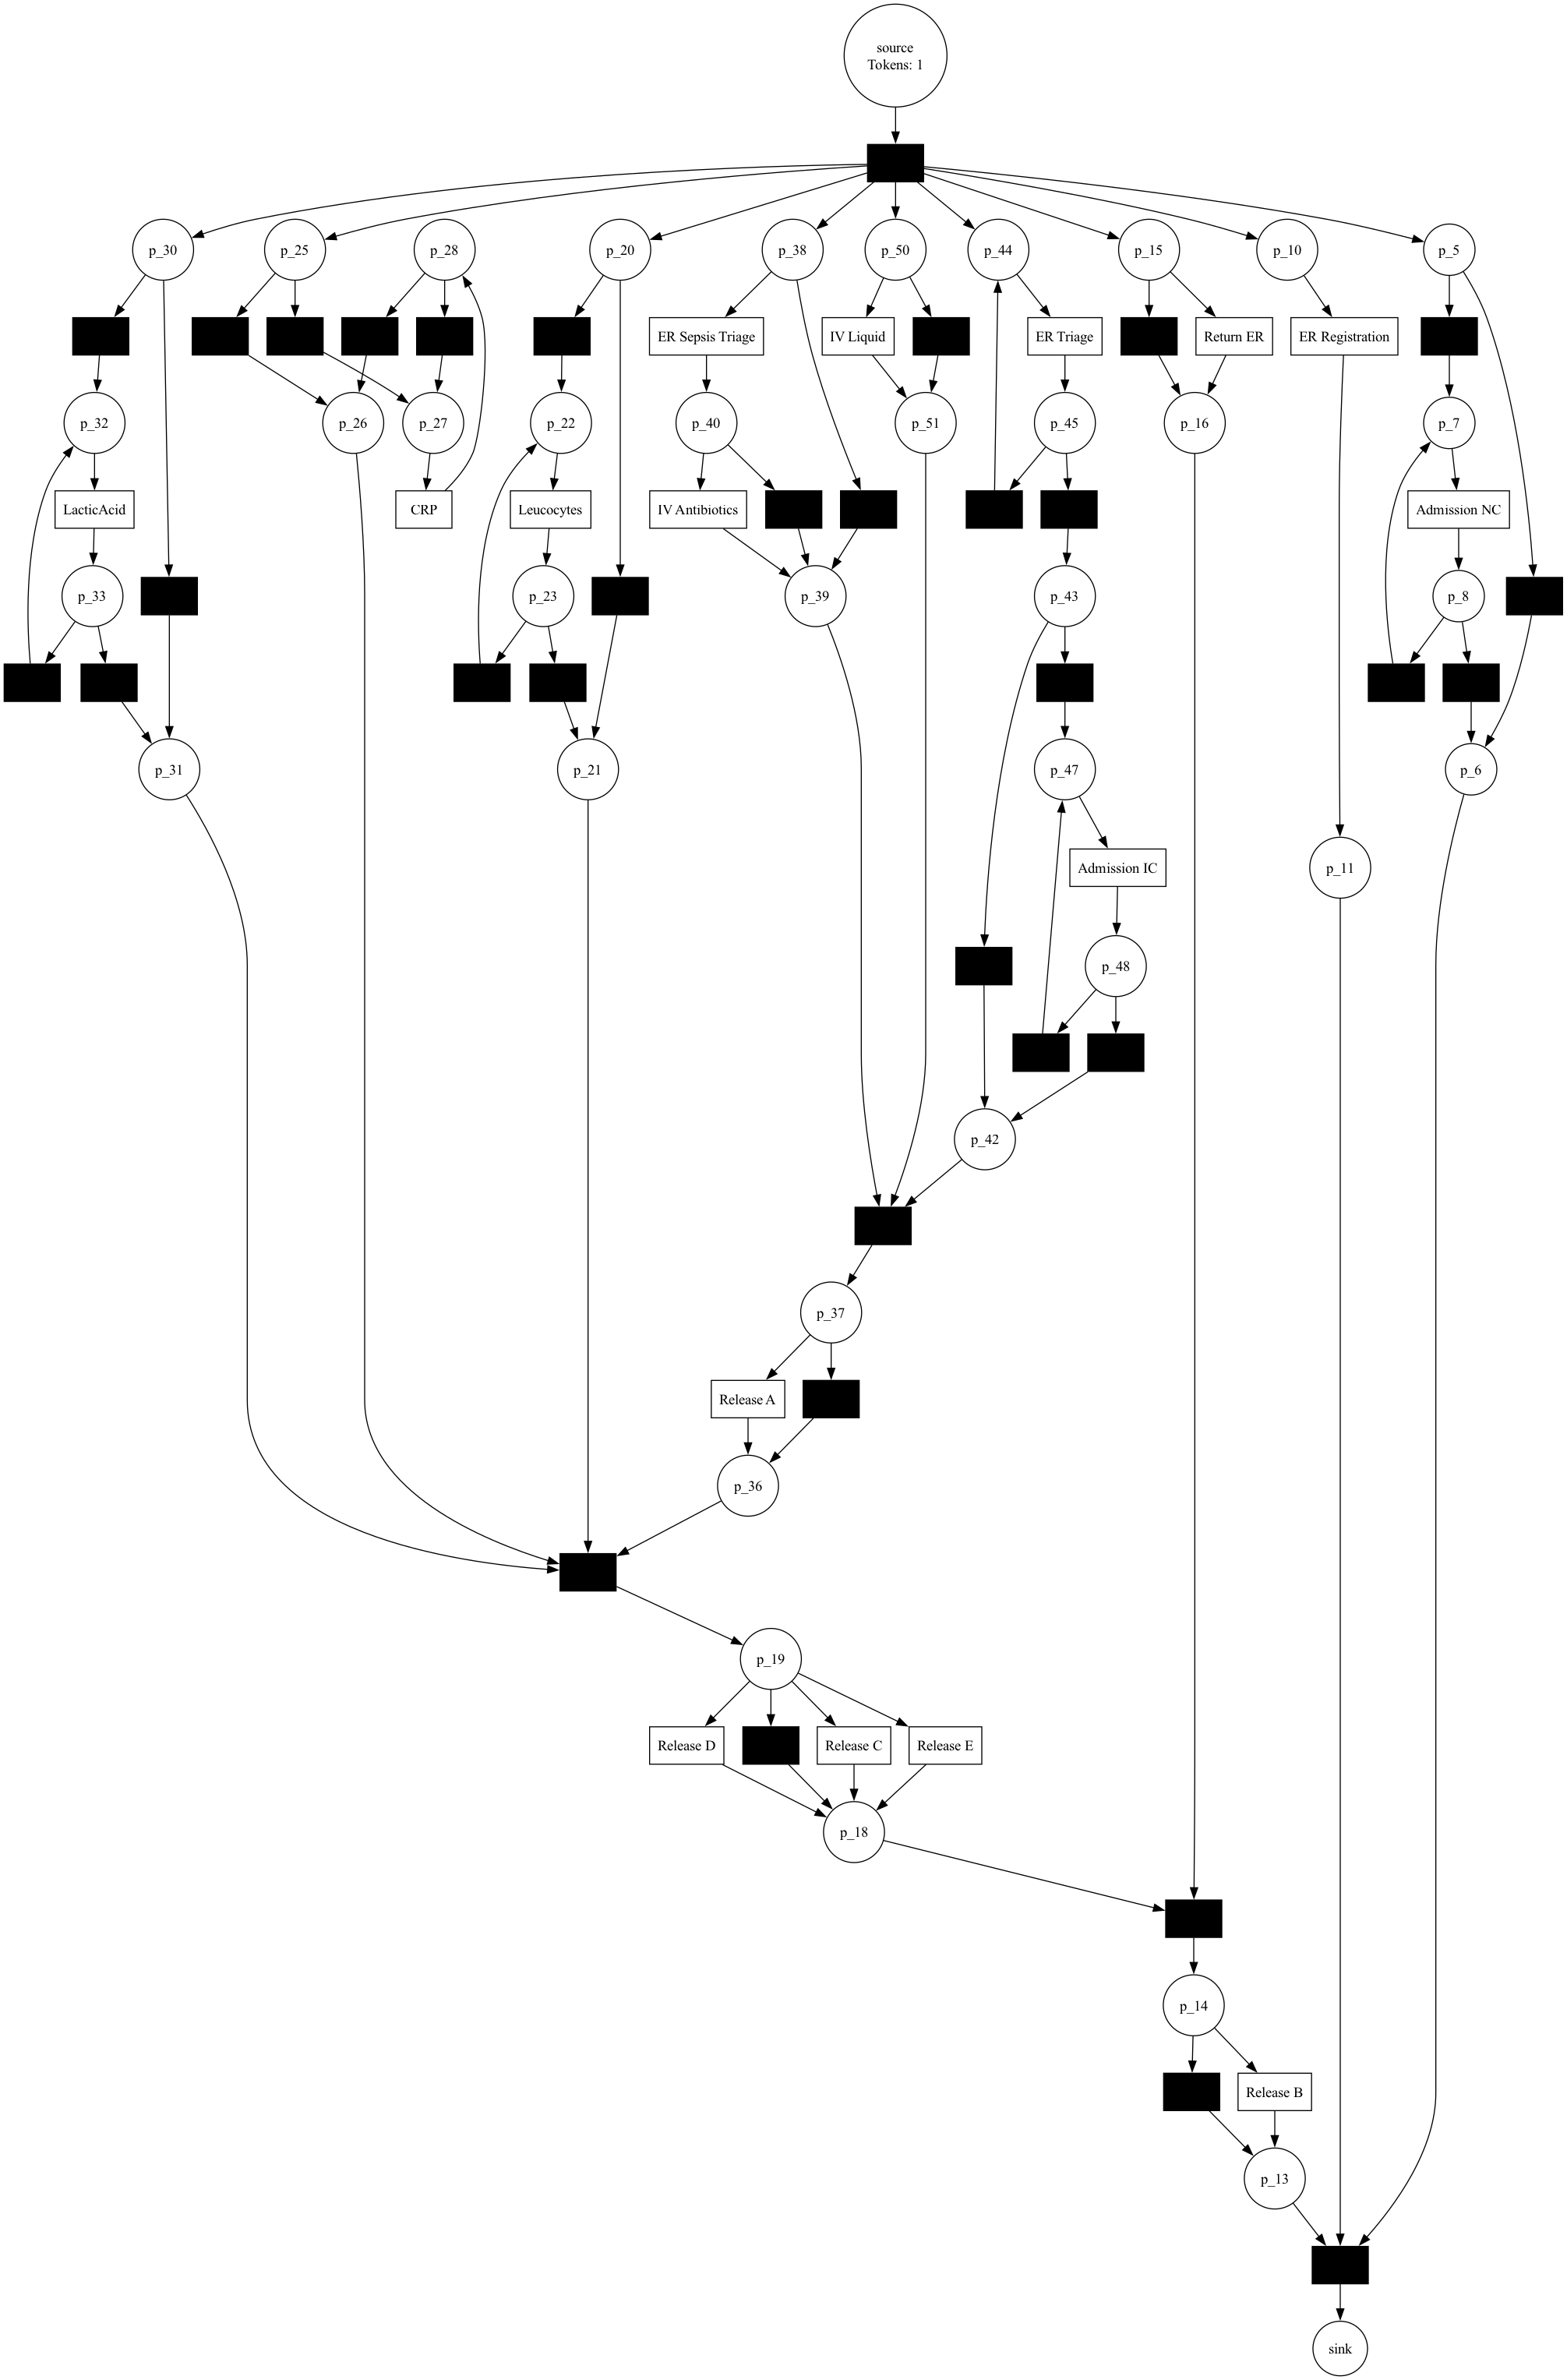 source
Tokens: 1
p_30
p_25
p_28
p_20
p_38
p_50
p_44
p_15
p_10
p_5
ER Sepsis Triage
IV Liquid
ER Triage
Return ER
ER Registration
p_32
p_26
p_27
p_22
p_40
p_51
p_45
p_16
p_7
LacticAcid
CRP
Leucocytes
IV Antibiotics
Admission NC
p_33
p_23
p_39
p_43
p_8
p_31
p_21
p_47
p_6
Admission IC
p_11
p_48
p_42
p_37
Release A
p_36
p_19
Release D
Release C
Release E
p_18
p_14
Release B
p_13
sink